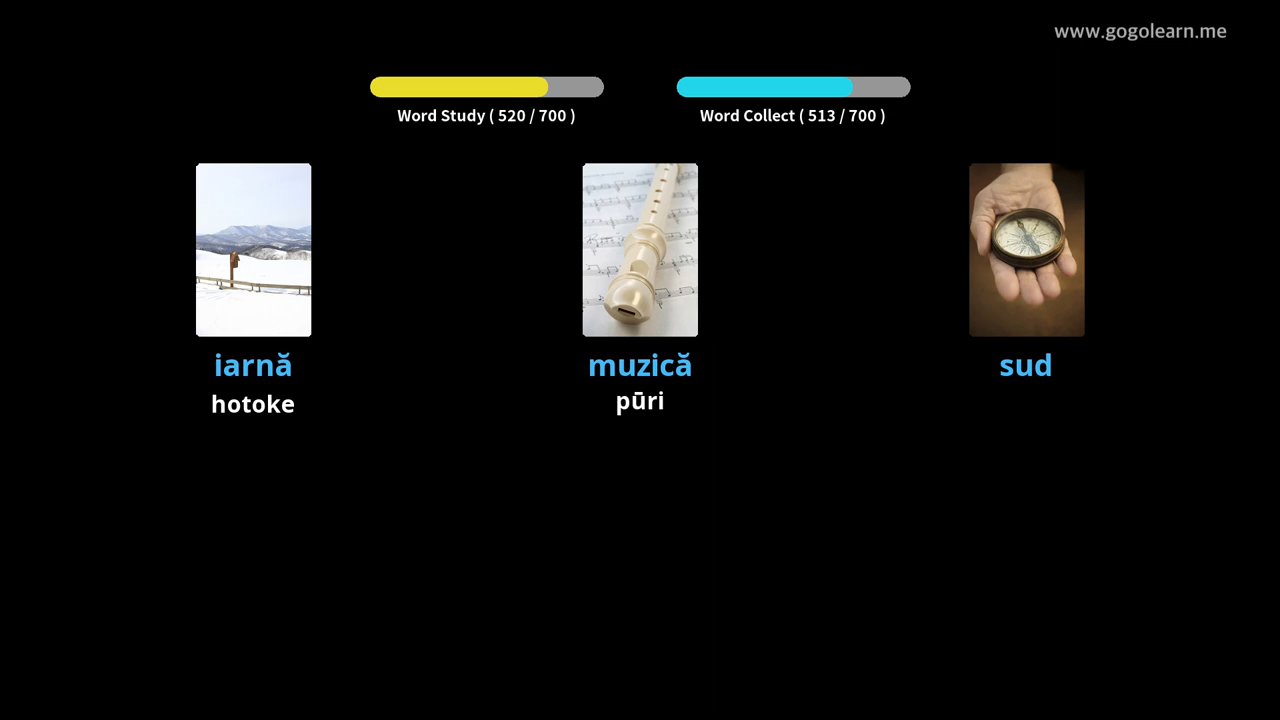 www.gogolearn.me
Word Study ( 520 / 700 )
Word Collect ( 513 / 700 )
iarnă
hotoke
muzică
pūri
sud